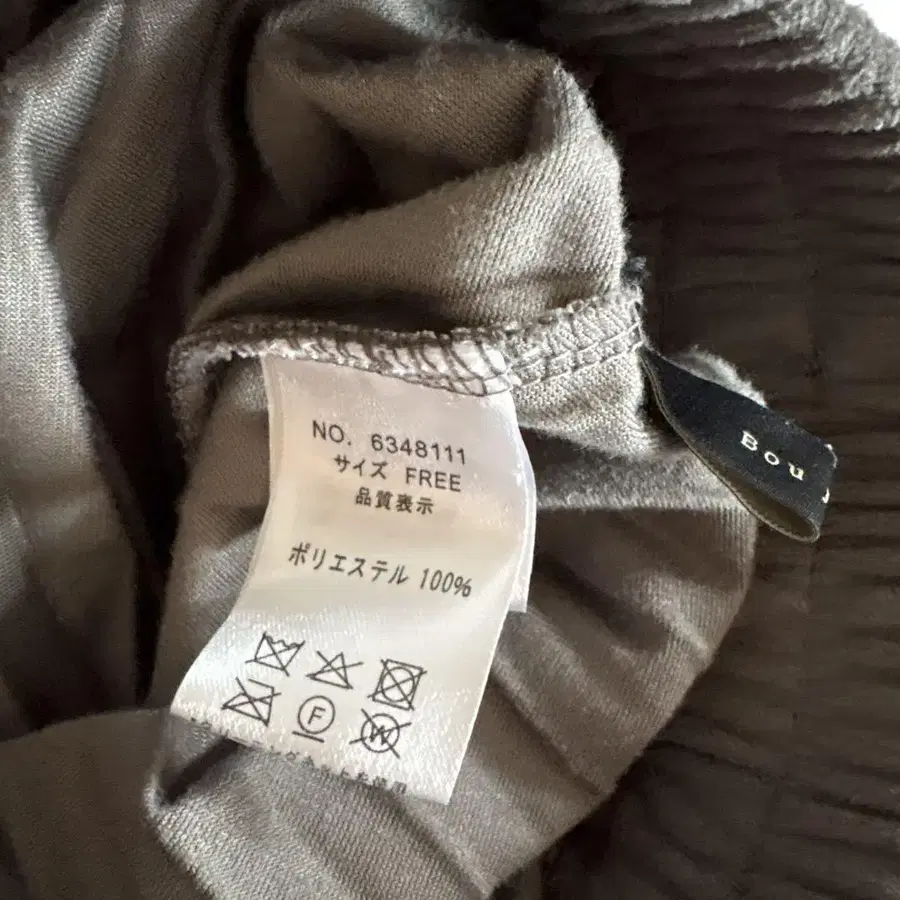 NO. 6348111
サイズ FREE
品質表示
ポリエステル 100%
F
W
Bou